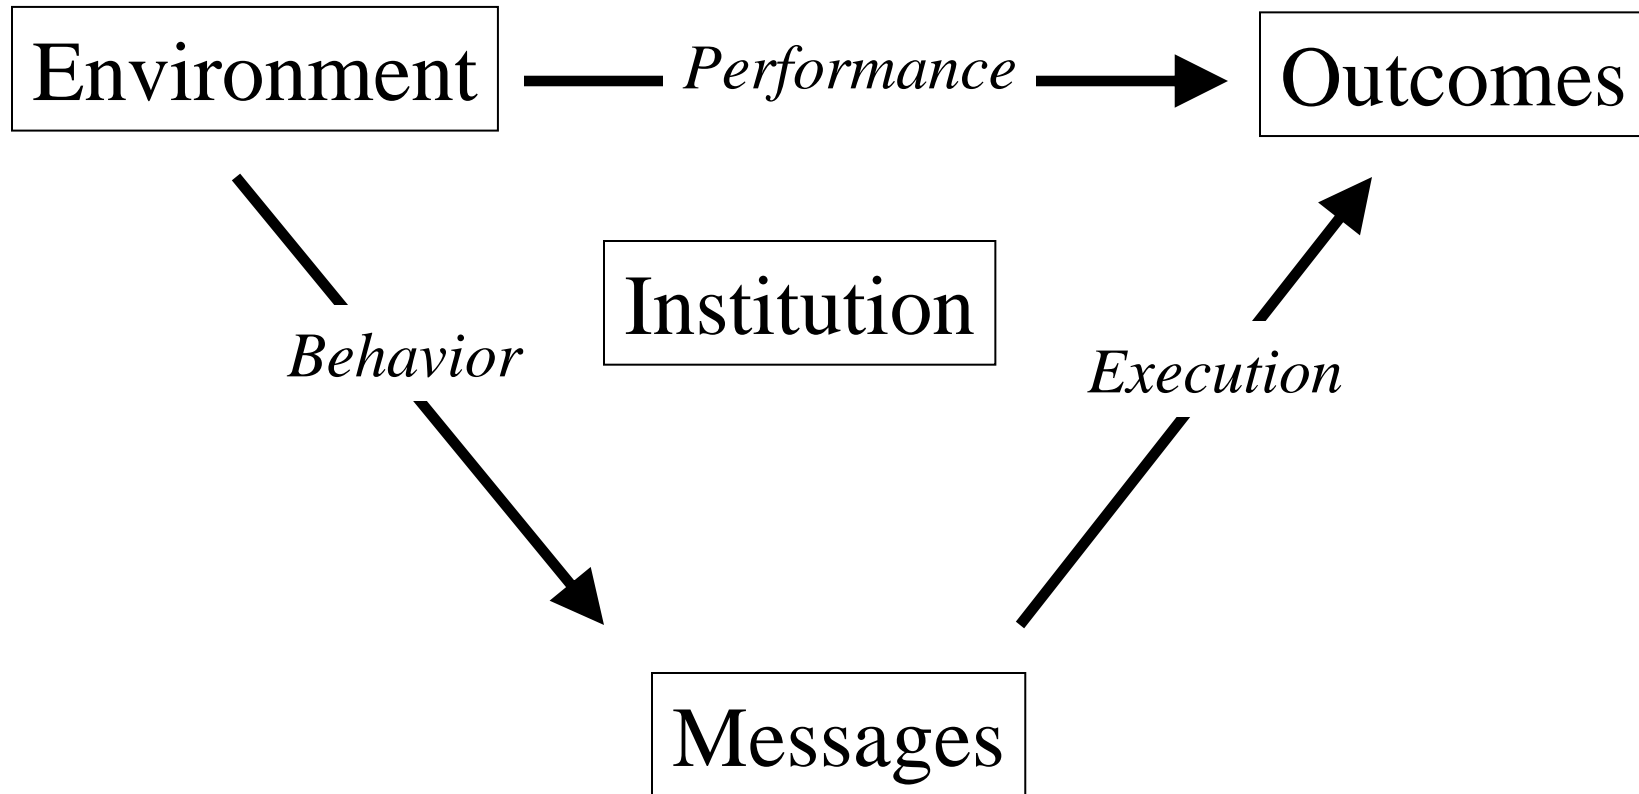 Environment
Performance
Outcomes
Institution
Behavior
Execution
Messages